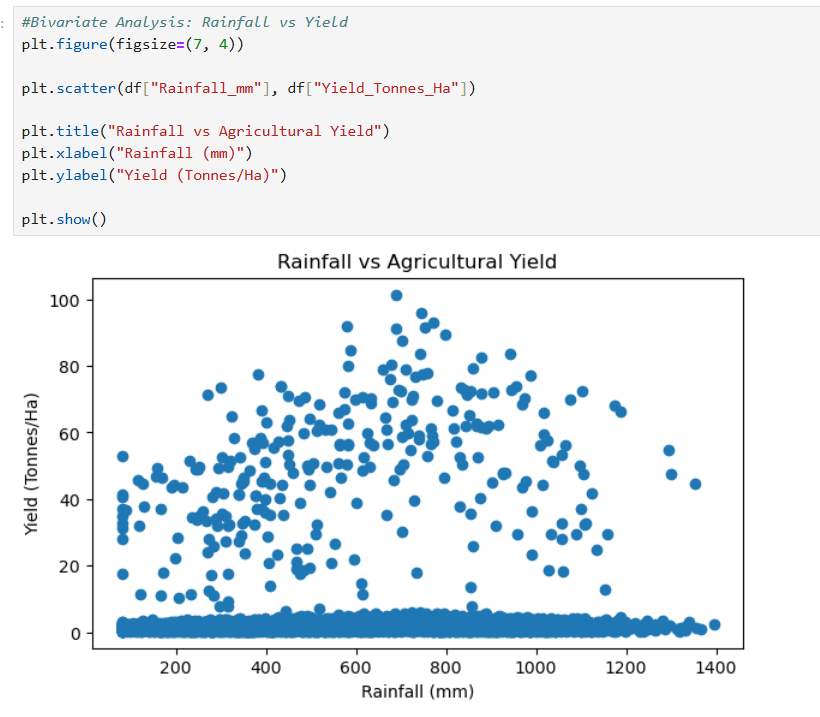 :
#Bivariate Analysis: Rainfall vs Yield
plt.figure(figsize=(7, 4))
plt.scatter(df["Rainfall_mm"], df["Yield_Tonnes_Ha"])
plt.title("Rainfall vs Agricultural Yield")
plt.xlabel("Rainfall (mm)")
plt.ylabel("Yield (Tonnes/Ha)")
plt.show()
Rainfall vs Agricultural Yield
Yield (Tonnes/Ha)
100
80
60
40
20
0
200 400 600 800 1000 1200 1400
Rainfall (mm)